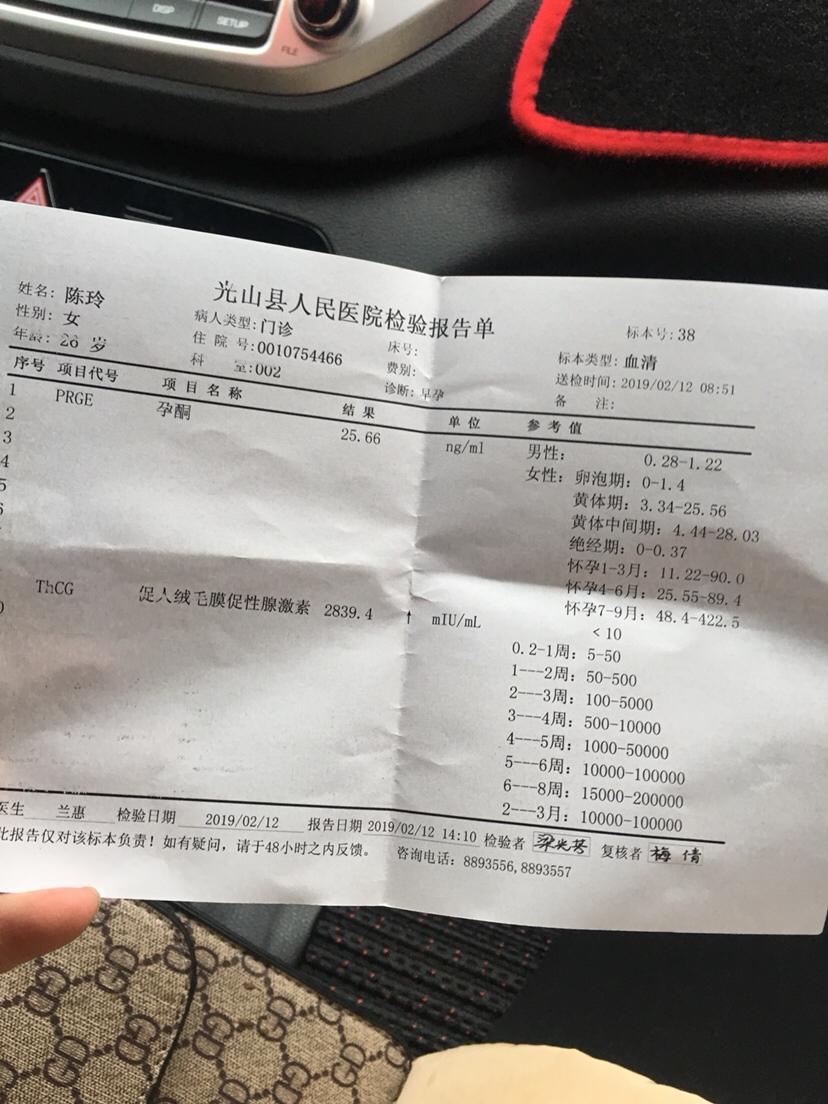 DISP
SETUP
FILE
光山县人民医院检验报告单
姓名: 陈玲
病人类型:门诊
床号:
标本号:38
性别: 女
住 院 号:0010754466
费别:
标本类型: 血清
年龄: 岁
科 室:002
诊断: 早孕
送检时间: 2019/02/12 08:51
备 注:
序号 项目代号 项 目 名 称 结 果 单 位 参 考 值
1 PRGE 孕酮 25.66 ng/ml 男性: 0.28-1.22
2 女性: 卵泡期: 0-1.4
3 黄体期: 3.34-25.56
4 黄体中间期: 4.44-28.03
5 绝经期: 0-0.37
怀孕1-3月: 11.22-90.0
怀孕4-6月: 25.55-89.4
怀孕7-9月: 48.4-422.5
ThCG 促人绒毛膜促性腺激素 2839.4 ↑ mIU/mL <10
0.2-1周: 5-50
1---2周: 50-500
2---3周: 100-5000
3---4周: 500-10000
4---5周: 1000-50000
5---6周: 10000-100000
6---8周: 15000-200000
2---3月: 10000-100000
医生 兰惠 检验日期 2019/02/12 报告日期 2019/02/12 14:10 检验者 复核者 梅倩
此报告仅对该标本负责! 如有疑问, 请于48小时之内反馈。 咨询电话: 8893556,8893557
GD